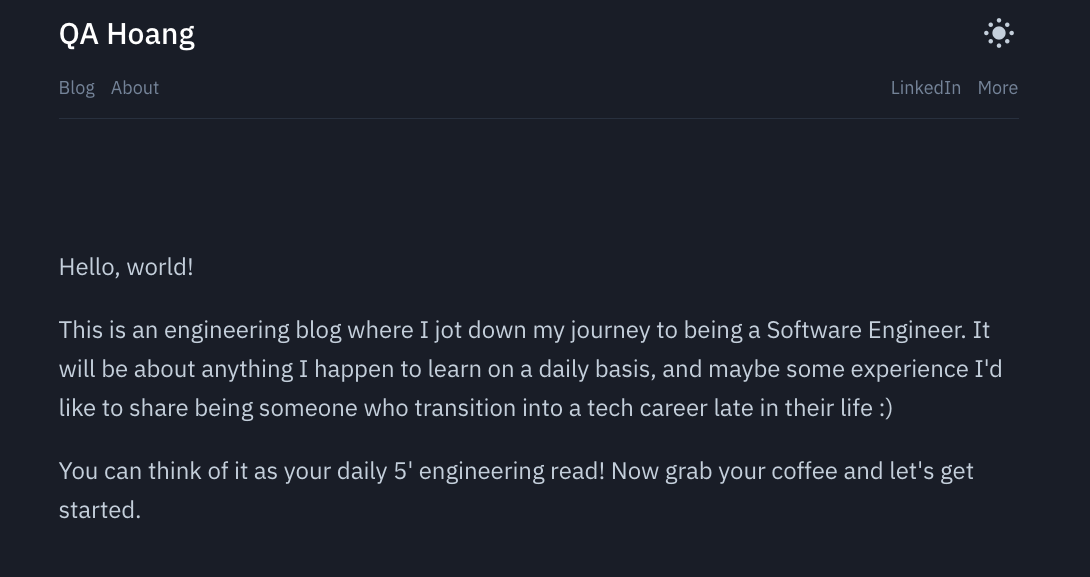 QA Hoang
Blog About LinkedIn More
Hello, world!
This is an engineering blog where I jot down my journey to being a Software Engineer. It
will be about anything I happen to learn on a daily basis, and maybe some experience I'd
like to share being someone who transition into a tech career late in their life :)
You can think of it as your daily 5' engineering read! Now grab your coffee and let's get
started.